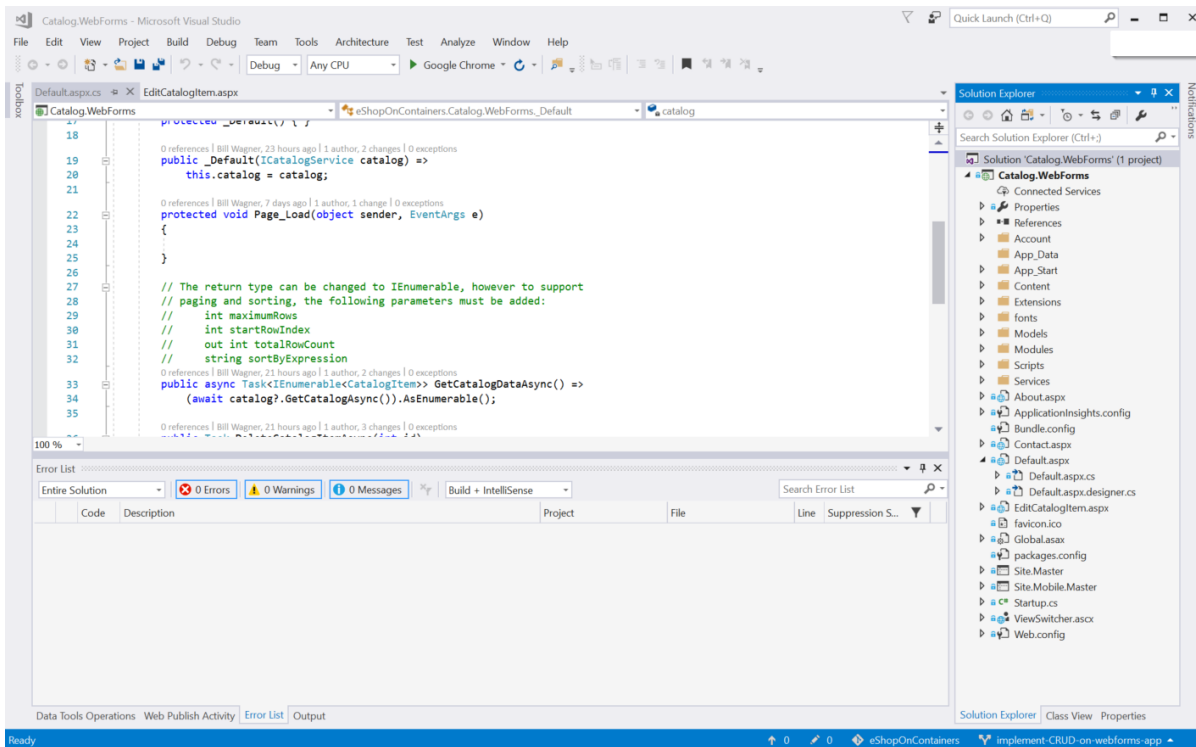 Catalog.WebForms - Microsoft Visual Studio
Quick Launch (Ctrl+Q)
File Edit View Project Build Debug Team Tools Architecture Test Analyze Window Help
Debug Any CPU Google Chrome
Toolbox
Default.aspx.cs EditCatalogItem.aspx
Catalog.WebForms eShopOnContainers.Catalog.WebForms._Default catalog
17 protected _Default() { }
18
0 references | Bill Wagner, 23 hours ago | 1 author, 2 changes | 0 exceptions
19 public _Default(ICatalogService catalog) =>
20 this.catalog = catalog;
21
0 references | Bill Wagner, 7 days ago | 1 author, 1 change | 0 exceptions
22 protected void Page_Load(object sender, EventArgs e)
23 {
24
25 }
26
27 // The return type can be changed to IEnumerable, however to support
28 // paging and sorting, the following parameters must be added:
29 // int maximumRows
30 // int startRowIndex
31 // out int totalRowCount
32 // string sortByExpression
0 references | Bill Wagner, 21 hours ago | 1 author, 2 changes | 0 exceptions
33 public async Task<IEnumerable<CatalogItem>> GetCatalogDataAsync() =>
34 (await catalog?.GetCatalogAsync()).AsEnumerable();
35
0 references | Bill Wagner, 21 hours ago | 1 author, 3 changes | 0 exceptions
36 public Task DeleteCatalogItemAsync(int id)
100 %
Error List
Entire Solution 0 Errors 0 Warnings 0 Messages Build + IntelliSense Search Error List
Code Description Project File Line Suppression S...
Data Tools Operations Web Publish Activity Error List Output
Solution Explorer
Search Solution Explorer (Ctrl+;)
Solution 'Catalog.WebForms' (1 project)
Catalog.WebForms
Connected Services
Properties
References
Account
App_Data
App_Start
Content
Extensions
fonts
Models
Modules
Scripts
Services
About.aspx
ApplicationInsights.config
Bundle.config
Contact.aspx
Default.aspx
Default.aspx.cs
Default.aspx.designer.cs
EditCatalogItem.aspx
favicon.ico
Global.asax
packages.config
Site.Master
Site.Mobile.Master
Startup.cs
ViewSwitcher.ascx
Web.config
Solution Explorer Class View Properties
Notifications
Ready 0 0 eShopOnContainers implement-CRUD-on-webforms-app